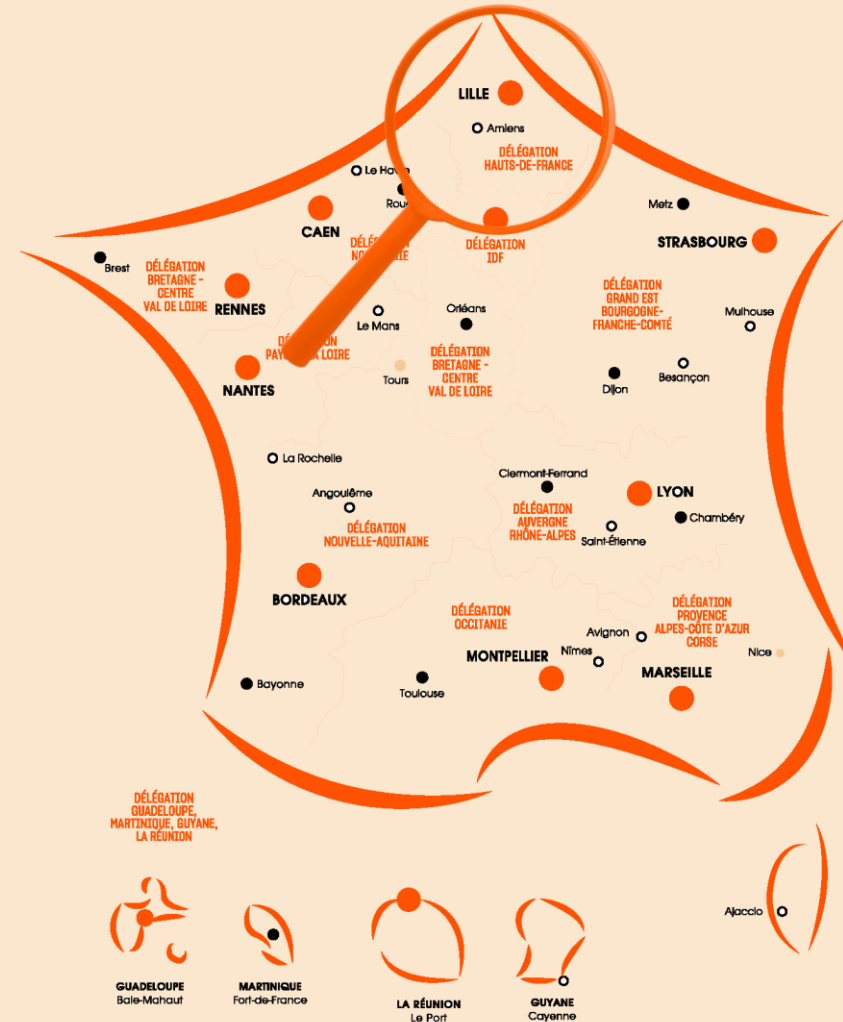 LILLE
Amiens
DÉLÉGATION
HAUTS-DE-FRANCE
Le Havre
CAEN
DÉLÉGATION
IDF
Metz
STRASBOURG
Brest
DÉLÉGATION
BRETAGNE -
CENTRE
VAL DE LOIRE
RENNES
Le Mans
Orléans
DÉLÉGATION
GRAND EST
BOURGOGNE-
FRANCHE-COMTÉ
Mulhouse
LOIRE
NANTES
Tours
DÉLÉGATION
BRETAGNE -
CENTRE
VAL DE LOIRE
Dijon
Besançon
La Rochelle
Angoulême
DÉLÉGATION
NOUVELLE-AQUITAINE
Clermont-Ferrand
DÉLÉGATION
AUVERGNE
RHÔNE-ALPES
LYON
Chambéry
Saint-Étienne
BORDEAUX
DÉLÉGATION
OCCITANIE
DÉLÉGATION
PROVENCE
ALPES-CÔTE D'AZUR
CORSE
Avignon
Nîmes
Nice
MONTPELLIER
MARSEILLE
Bayonne
Toulouse
DÉLÉGATION
GUADELOUPE,
MARTINIQUE, GUYANE,
LA RÉUNION
Ajaccio
GUADELOUPE
Baie-Mahaut
MARTINIQUE
Fort-de-France
LA RÉUNION
Le Port
GUYANE
Cayenne